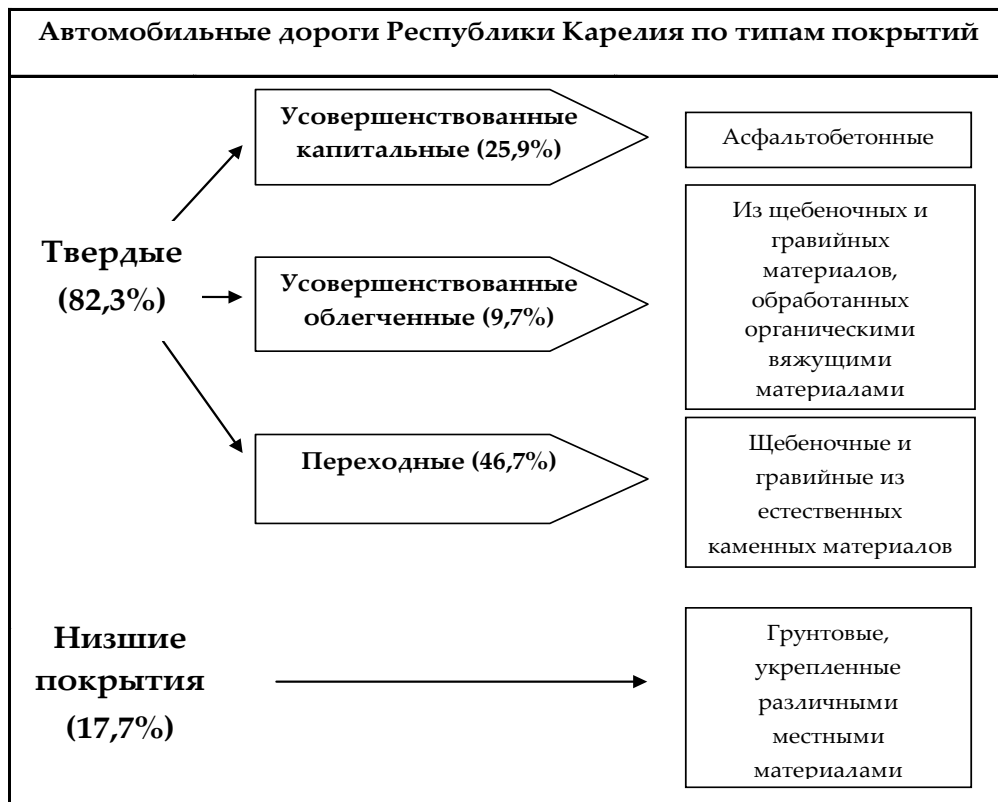 Автомобильные дороги Республики Карелия по типам покрытий
Усовершенствованные
капитальные (25,9%)
Асфальтобетонные
Твердые
(82,3%)
Усовершенствованные
облегченные (9,7%)
Из щебеночных и
гравийных
материалов,
обработанных
органическими
вяжущими
материалами
Переходные (46,7%)
Щебеночные и
гравийные из
естественных
каменных материалов
Низшие
покрытия
(17,7%)
Грунтовые,
укрепленные
различными
местными
материалами